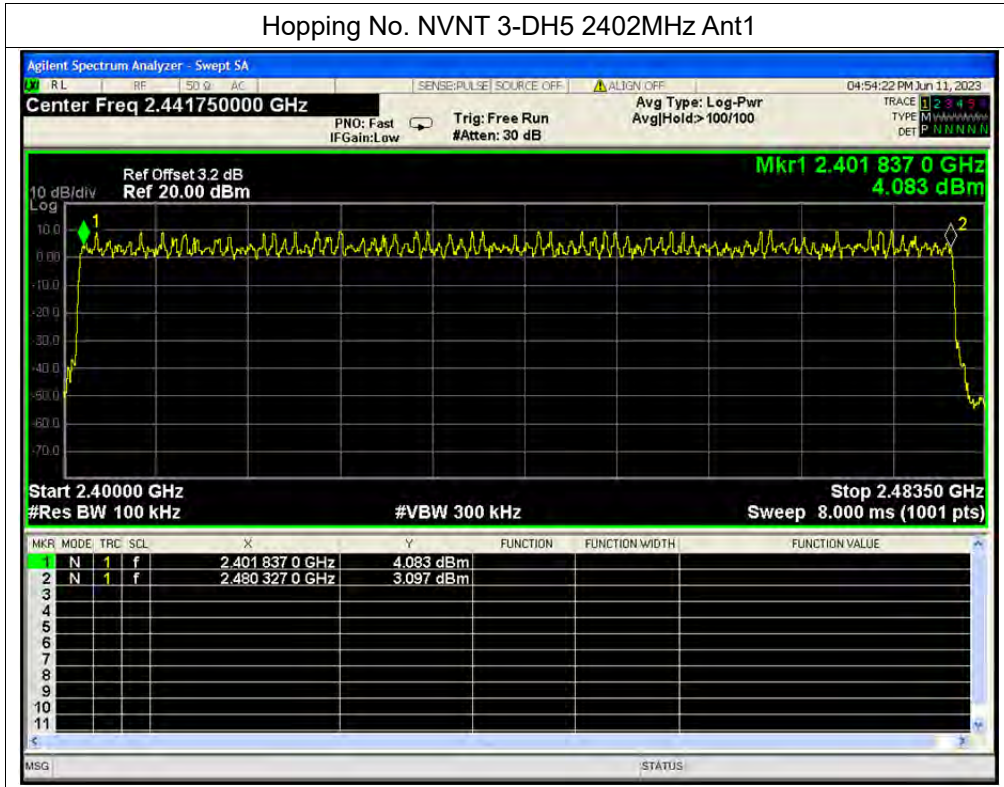 Hopping No. NVNT 3-DH5 2402MHz Ant1
Agilent Spectrum Analyzer - Swept SA
RL RF 50 Ω AC SENSE:PULSE SOURCE OFF ALIGN OFF 04:54:22 PM Jun 11, 2023
Center Freq 2.441750000 GHz Avg Type: Log-Pwr TRACE 1 2 3 4 5 6
PNO: Fast Trig: Free Run Avg|Hold:> 100/100 TYPE M
IFGain:Low #Atten: 30 dB DET P N N N N N
Mkr1 2.401 837 0 GHz
Ref Offset 3.2 dB
10 dB/div Ref 20.00 dBm 4.083 dBm
Log
10.0
0.00
-10.0
-20.0
-30.0
-40.0
-50.0
-60.0
-70.0
1
2
Start 2.40000 GHz Stop 2.48350 GHz
#Res BW 100 kHz #VBW 300 kHz Sweep 8.000 ms (1001 pts)
MKR MODE TRC SCL X Y FUNCTION FUNCTION WIDTH FUNCTION VALUE
1 N 1 f 2.401 837 0 GHz 4.083 dBm
2 N 1 f 2.480 327 0 GHz 3.097 dBm
3
4
5
6
7
8
9
10
11
MSG STATUS